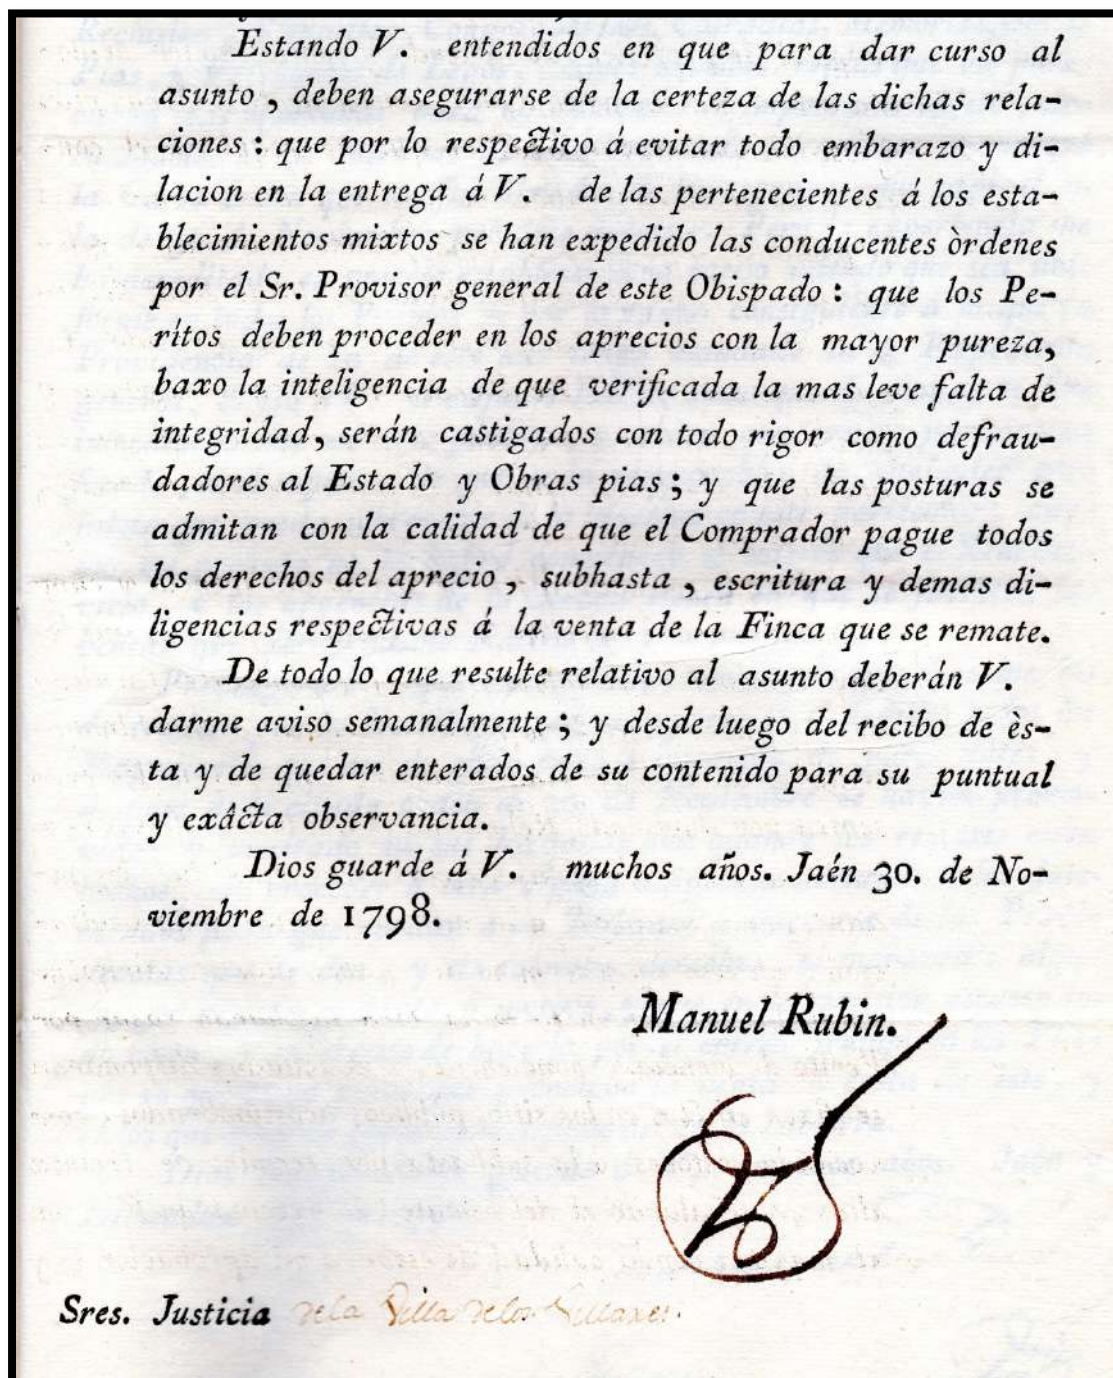 Estando V. entendidos en que para dar curso al
asunto , deben asegurarse de la certeza de las dichas rela-
ciones : que por lo respectivo á evitar todo embarazo y di-
lacion en la entrega á V. de las pertenecientes á los esta-
blecimientos mixtos se han expedido las conducentes òrdenes
por el Sr. Provisor general de este Obispado : que los Pe-
rítos deben proceder en los aprecios con la mayor pureza,
baxo la inteligencia de que verificada la mas leve falta de
integridad, serán castigados con todo rigor como defrau-
dadores al Estado y Obras pias ; y que las posturas se
admitan con la calidad de que el Comprador pague todos
los derechos del aprecio , subhasta , escritura y demas di-
ligencias respectivas á la venta de la Finca que se remate.
De todo lo que resulte relativo al asunto deberán V.
darme aviso semanalmente ; y desde luego del recibo de ès-
ta y de quedar enterados de su contenido para su puntual
y exâcta observancia.
Dios guarde á V. muchos años. Jaén 30. de No-
viembre de 1798.
Manuel Rubin.
Sres. Justicia de la Villa de los Villares.